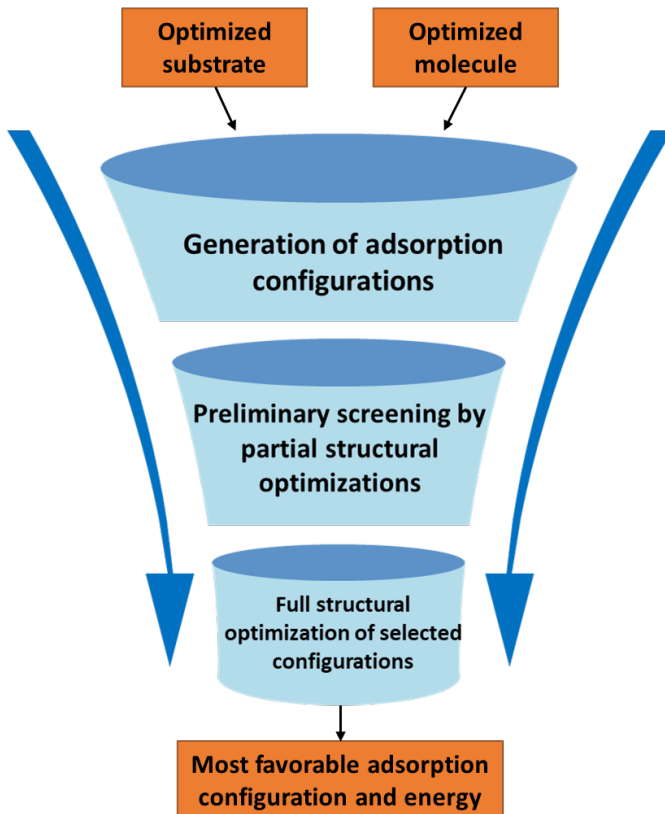 Optimized
substrate
Optimized
molecule
Generation of adsorption
configurations
Preliminary screening by
partial structural
optimizations
Full structural
optimization of selected
configurations
Most favorable adsorption
configuration and energy